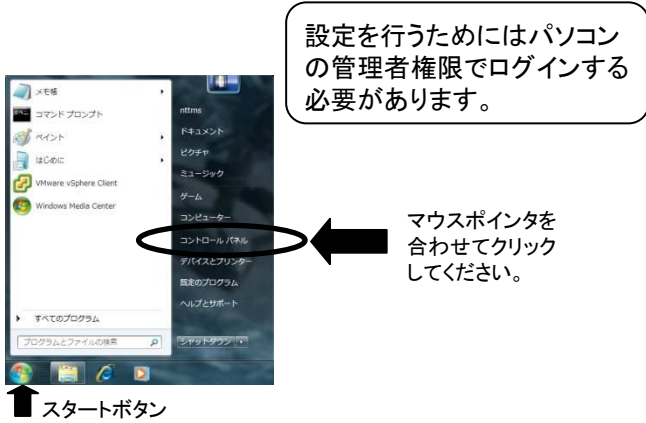 設定を行うためにはパソコン
の管理者権限でログインする
必要があります。
メモ帳
コマンド プロンプト
ペイント
はじめに
VMware vSphere Client
Windows Media Center
すべてのプログラム
プログラムとファイルの検索
nttms
ドキュメント
ピクチャ
ミュージック
ゲーム
コンピューター
コントロール パネル
デバイスとプリンター
既定のプログラム
ヘルプとサポート
シャットダウン
マウスポインタを
合わせてクリック
してください。
スタートボタン